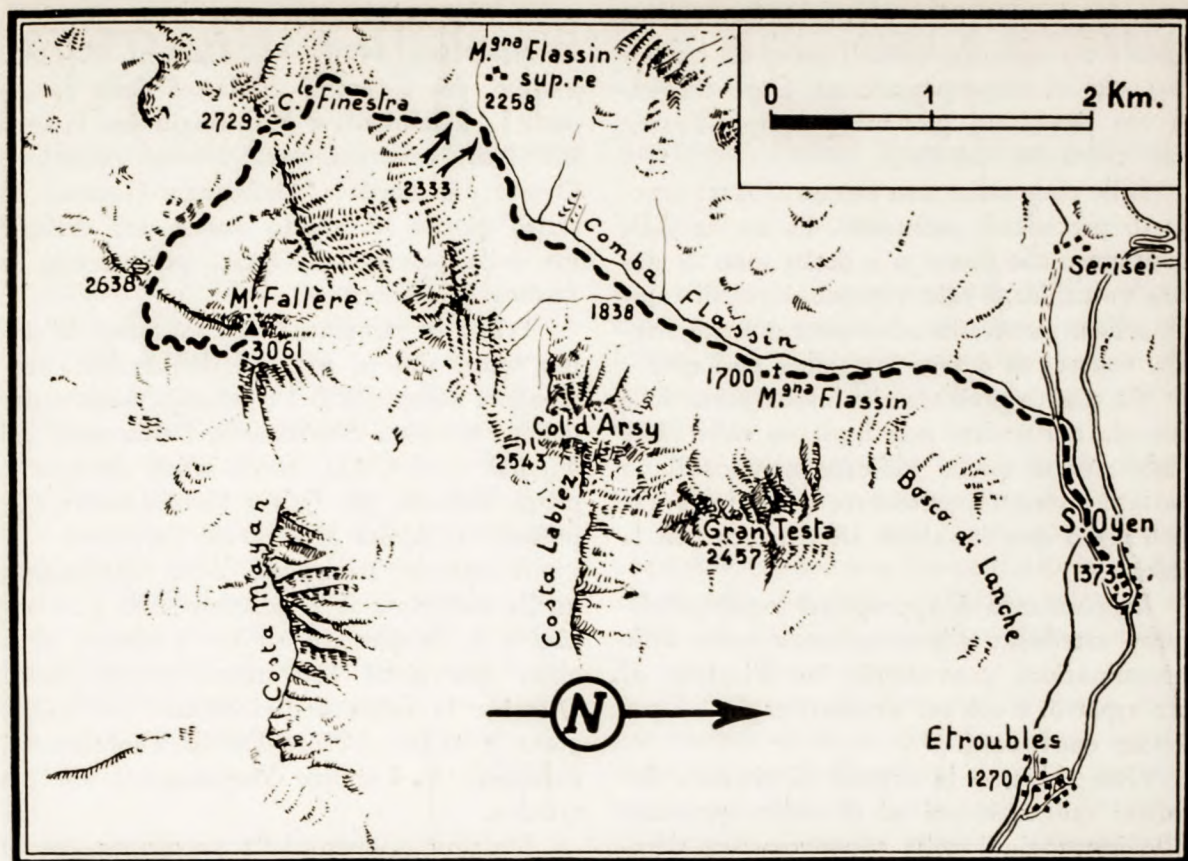 M.gna Flassin
sup.re
2258
0 1 2 Km.
C.le Finestra
2729
2333
Comba Flassin
Serisei
2638
M. Fallère
3061
1838
1700
M.gna Flassin
Col d'Arsy
2543
Gran Testa
2457
Bosco di Lanche
S. Oyen
1373
Costa Mayan
Costa Labiez
N
Etroubles
1270